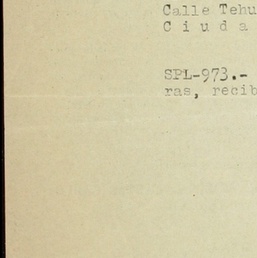 Calle Tehu
C i u d a
SPL-973.-
ras, recib